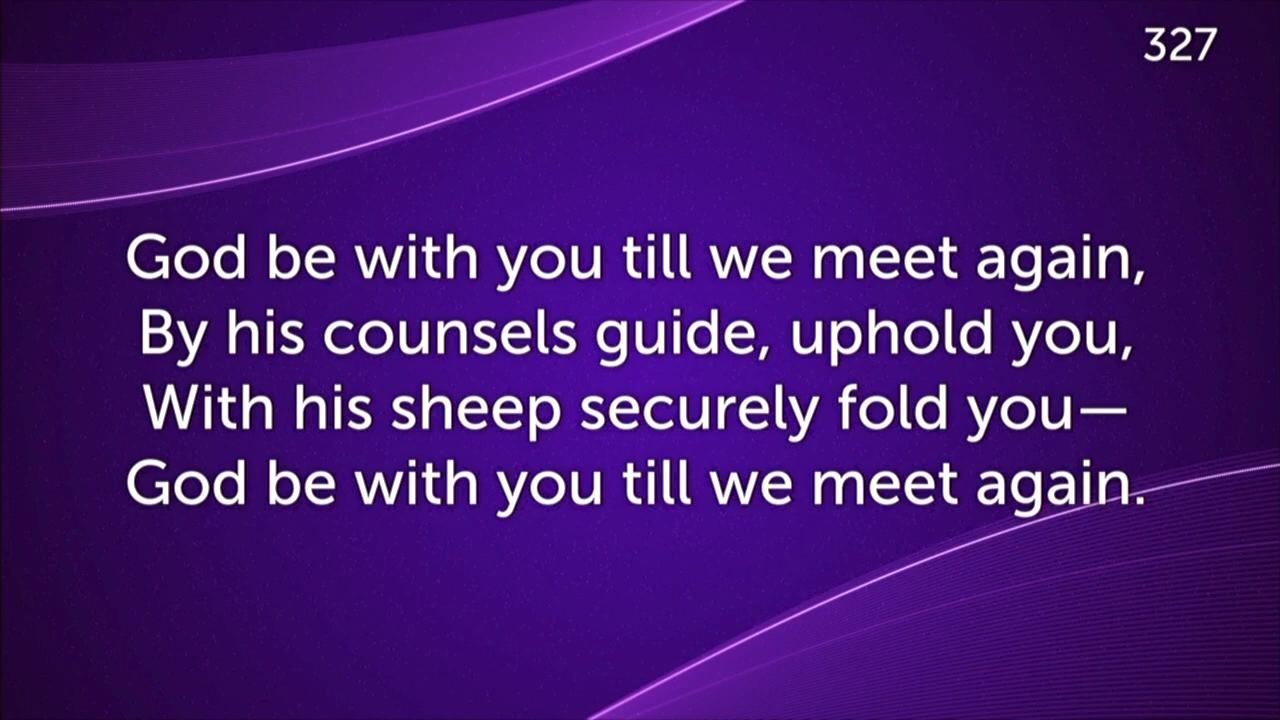 327
God be with you till we meet again,
By his counsels guide, uphold you,
With his sheep securely fold you—
God be with you till we meet again.